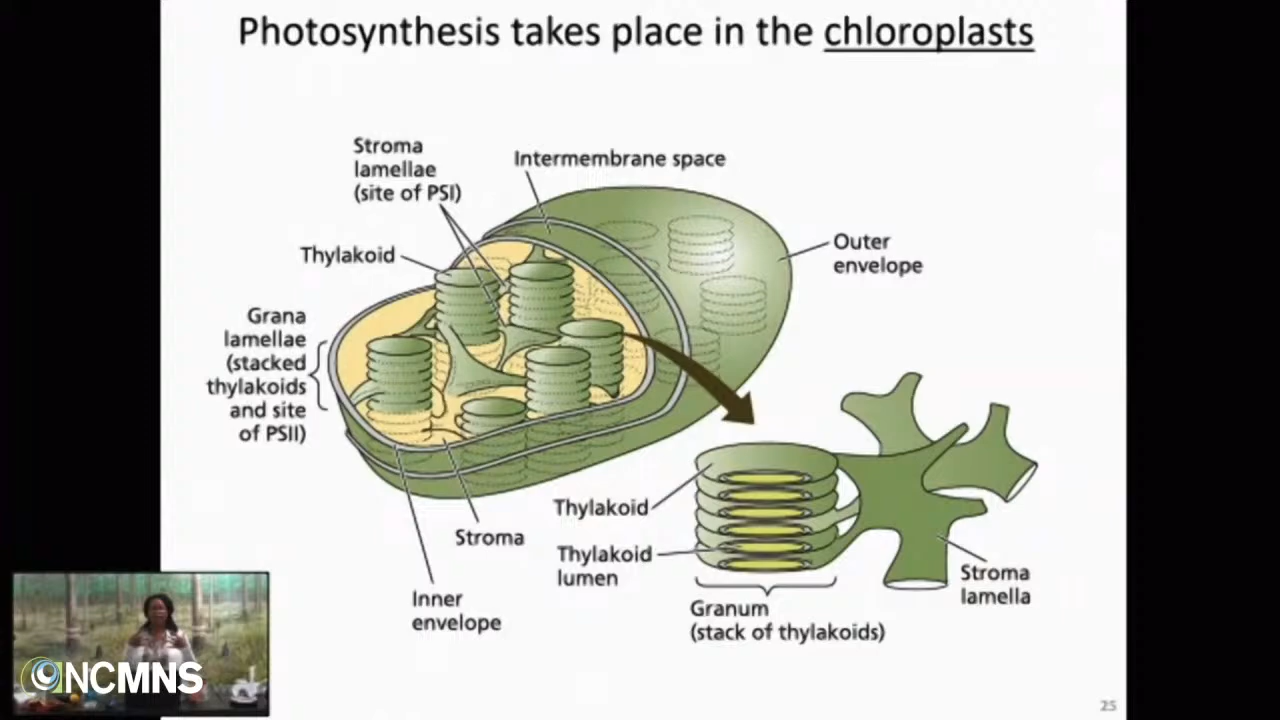 Photosynthesis takes place in the chloroplasts
Stroma
lamellae
(site of PSI)
Intermembrane space
Thylakoid
Outer
envelope
Grana
lamellae
(stacked
thylakoids
and site
of PSII)
Thylakoid
Stroma
Thylakoid
lumen
Stroma
lamella
Inner
envelope
Granum
(stack of thylakoids)
NCMNS
25